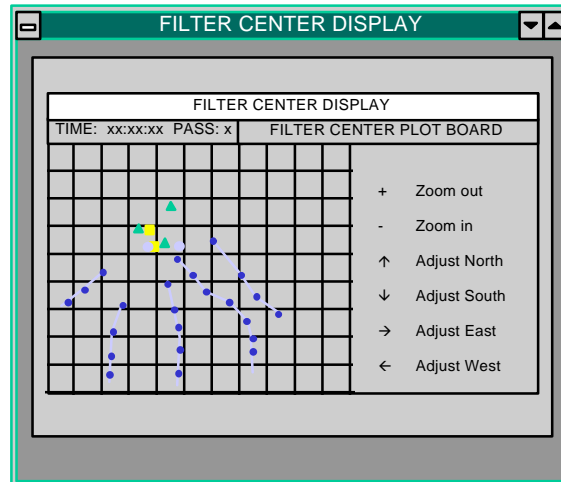 FILTER CENTER DISPLAY
FILTER CENTER DISPLAY
TIME: xx:xx:xx PASS: x FILTER CENTER PLOT BOARD
+ Zoom out
- Zoom in
↑ Adjust North
↓ Adjust South
→ Adjust East
← Adjust West